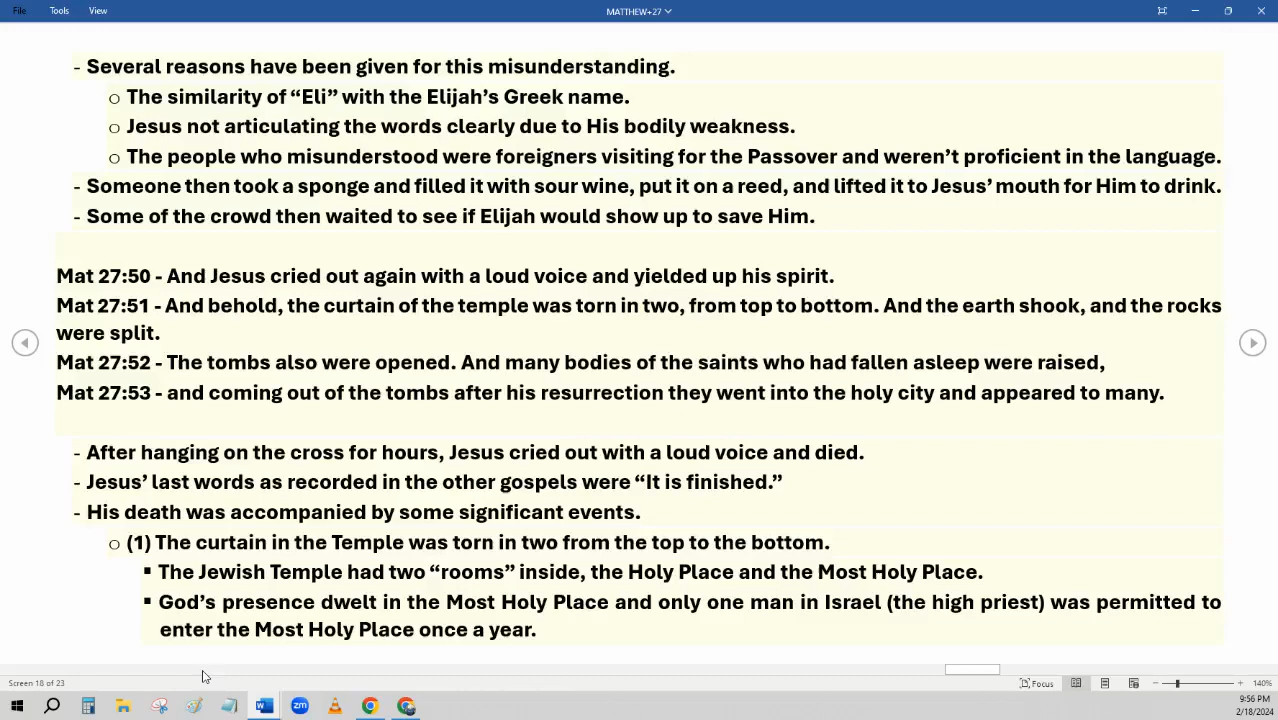 File Tools View MATTHEW+27
- Several reasons have been given for this misunderstanding.
o The similarity of “Eli” with the Elijah’s Greek name.
o Jesus not articulating the words clearly due to His bodily weakness.
o The people who misunderstood were foreigners visiting for the Passover and weren’t proficient in the language.
- Someone then took a sponge and filled it with sour wine, put it on a reed, and lifted it to Jesus’ mouth for Him to drink.
- Some of the crowd then waited to see if Elijah would show up to save Him.
Mat 27:50 - And Jesus cried out again with a loud voice and yielded up his spirit.
Mat 27:51 - And behold, the curtain of the temple was torn in two, from top to bottom. And the earth shook, and the rocks
were split.
Mat 27:52 - The tombs also were opened. And many bodies of the saints who had fallen asleep were raised,
Mat 27:53 - and coming out of the tombs after his resurrection they went into the holy city and appeared to many.
- After hanging on the cross for hours, Jesus cried out with a loud voice and died.
- Jesus’ last words as recorded in the other gospels were “It is finished.”
- His death was accompanied by some significant events.
o (1) The curtain in the Temple was torn in two from the top to the bottom.
▪ The Jewish Temple had two “rooms” inside, the Holy Place and the Most Holy Place.
▪ God’s presence dwelt in the Most Holy Place and only one man in Israel (the high priest) was permitted to
enter the Most Holy Place once a year.
Screen 18 of 23 Focus 140%
zm
9:56 PM
2/18/2024